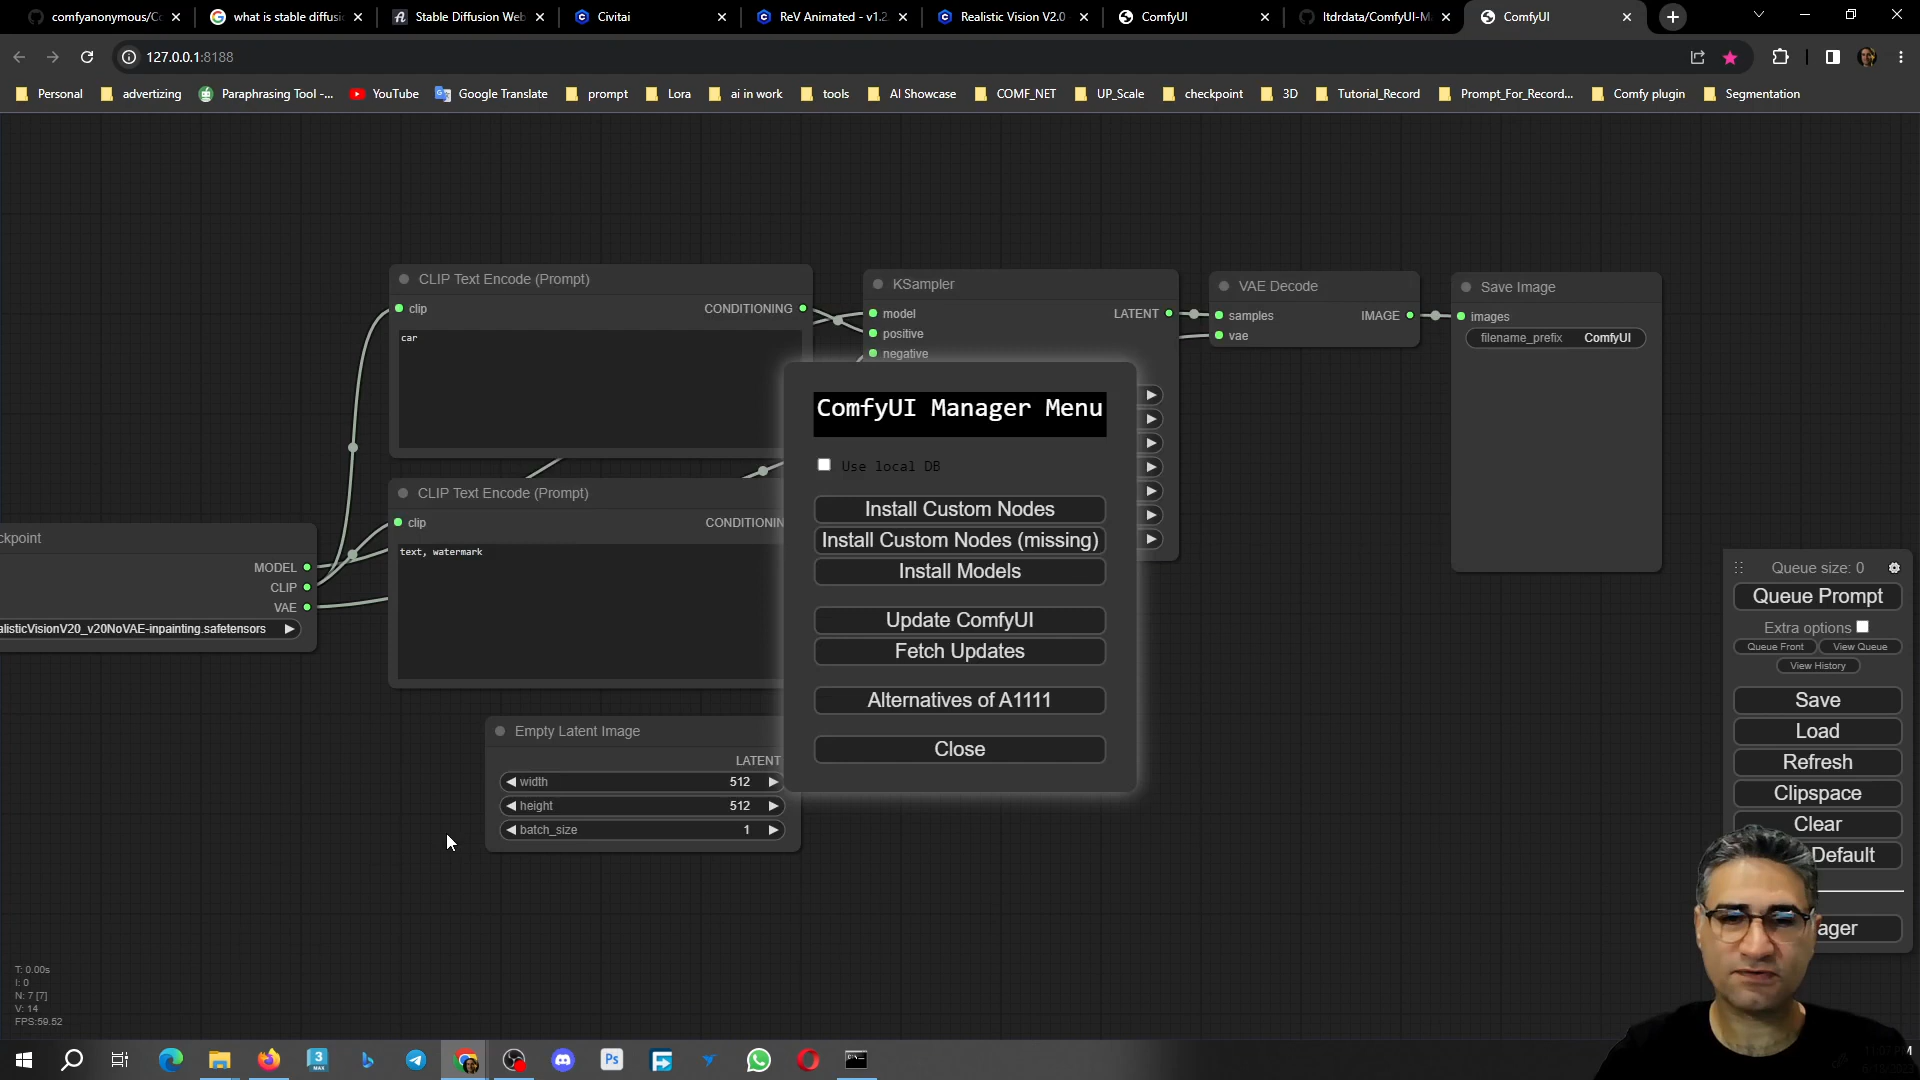 comfyanonymous/Cc
what is stable diffusi
Stable Diffusion Web
Civitai
ReV Animated - v1.2
Realistic Vision V2.0
ComfyUI
ltdrdata/ComfyUI-M
ComfyUI
127.0.0.1:8188
Personal
advertizing
Paraphrasing Tool -...
YouTube
Google Translate
prompt
Lora
ai in work
tools
AI Showcase
COMF_NET
UP_Scale
checkpoint
3D
Tutorial_Record
Prompt_For_Record...
Comfy plugin
Segmentation
CLIP Text Encode (Prompt)
clip
CONDITIONING
car
KSampler
model
LATENT
positive
negative
VAE Decode
samples
IMAGE
vae
Save Image
images
filename_prefix ComfyUI
ComfyUI Manager Menu
Use local DB
Install Custom Nodes
Install Custom Nodes (missing)
Install Models
Update ComfyUI
Fetch Updates
Alternatives of A1111
Close
CLIP Text Encode (Prompt)
clip
CONDITIONIN
text, watermark
ckpoint
MODEL
CLIP
VAE
alisticVisionV20_v20NoVAE-inpainting.safetensors
Empty Latent Image
LATENT
width 512
height 512
batch_size 1
Queue size: 0
Queue Prompt
Extra options
Queue Front
View Queue
View History
Save
Load
Refresh
Clipspace
Clear
Default
ager
T: 0.00s
I: 0
N: 7 [7]
V: 14
FPS:59.52
3
MAX
Ps